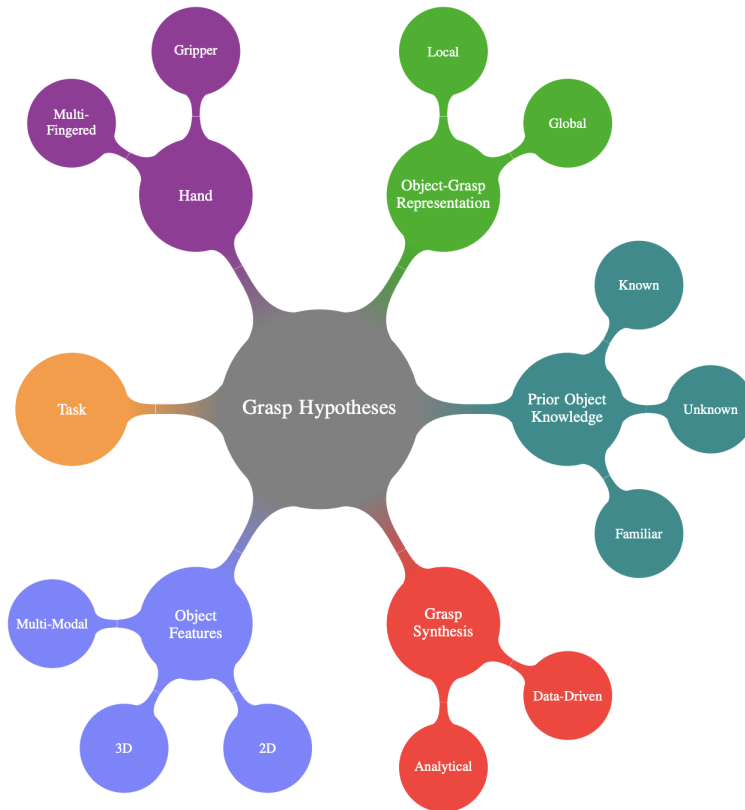 Gripper
Local
Multi-
Fingered
Global
Hand
Object-Grasp
Representation
Known
Task
Grasp Hypotheses
Prior Object
Knowledge
Unknown
Familiar
Multi-Modal
Object
Features
Grasp
Synthesis
Data-Driven
3D
2D
Analytical